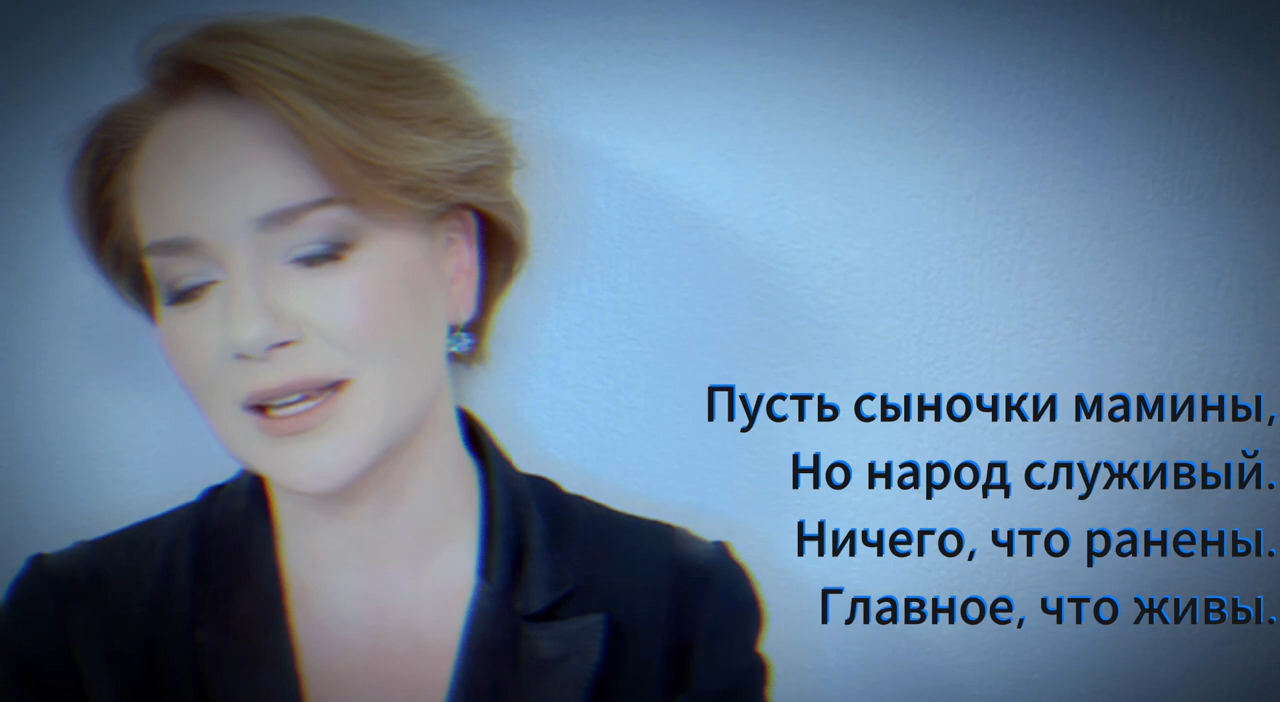 Пусть сыночки мамины,
Но народ служивый.
Ничего, что ранены.
Главное, что живы.